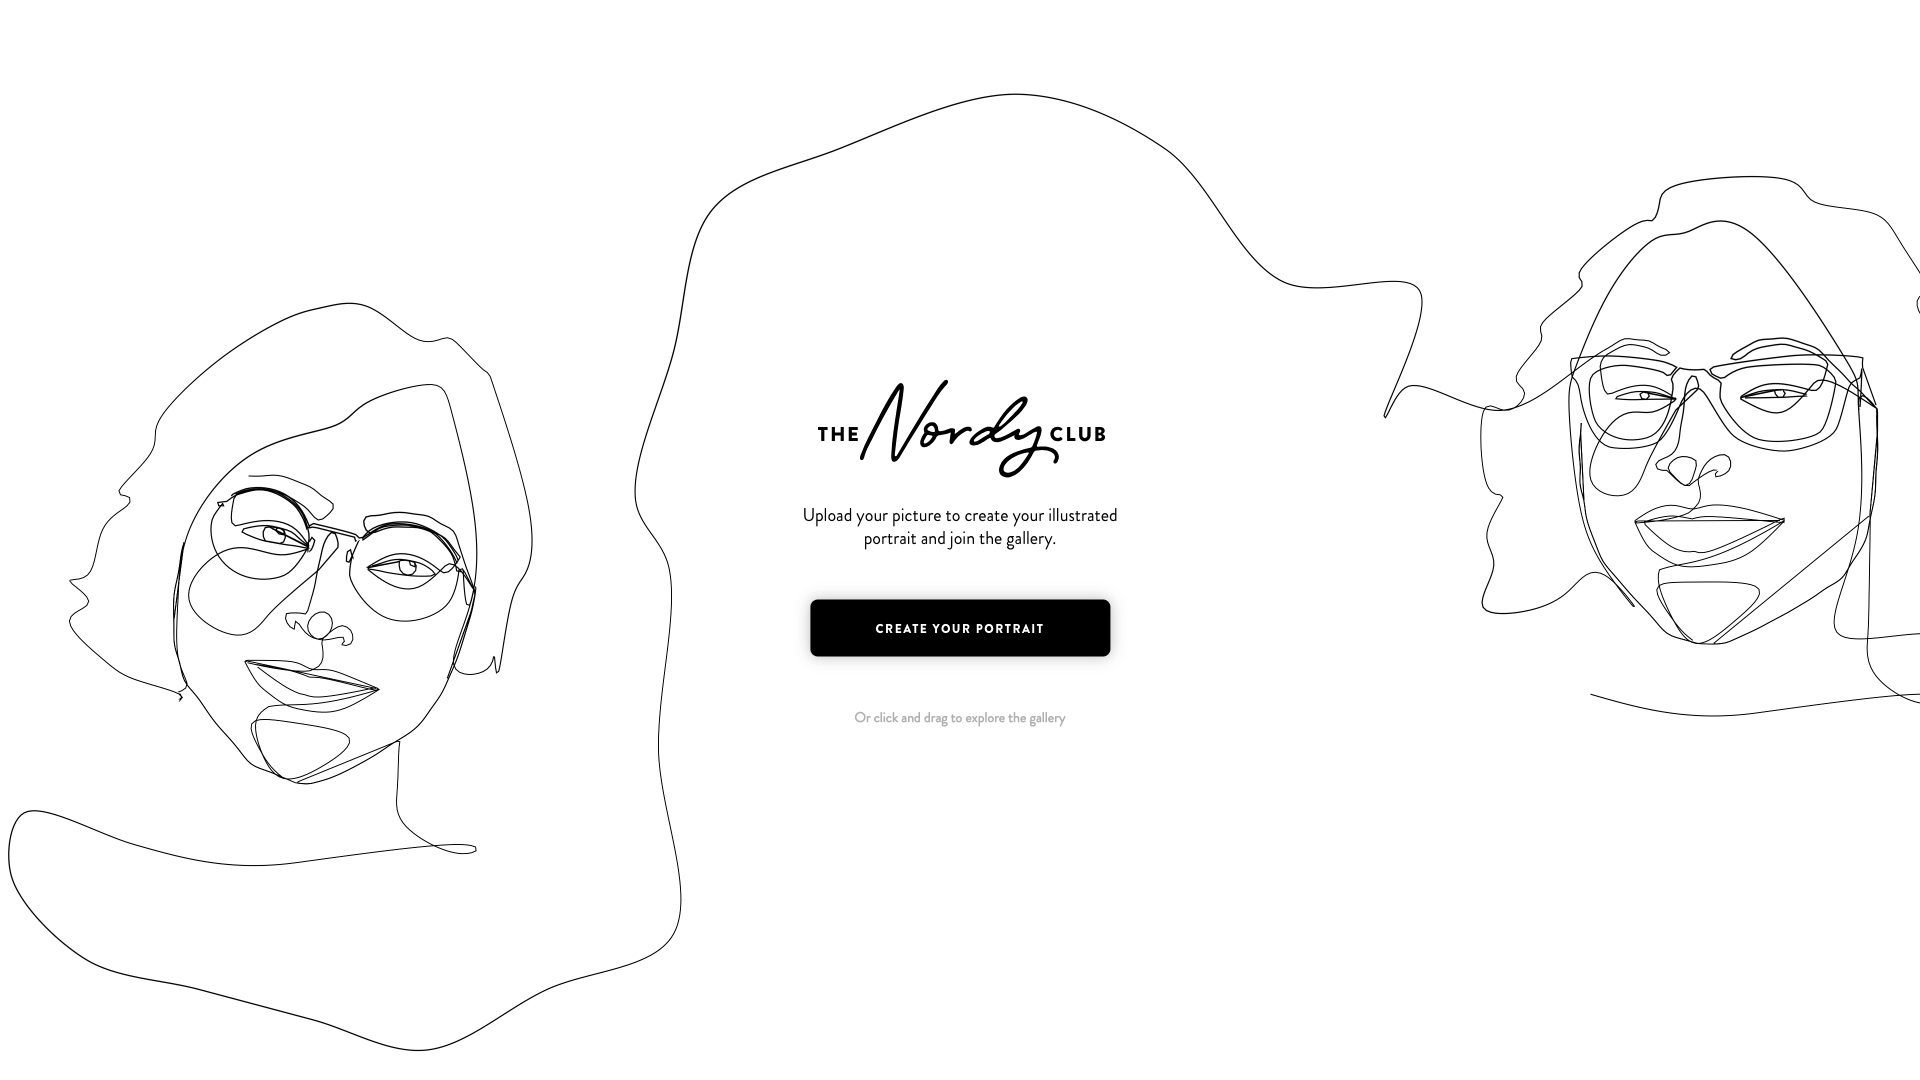 THE Nordy CLUB
Upload your picture to create your illustrated
portrait and join the gallery.
CREATE YOUR PORTRAIT
Or click and drag to explore the gallery